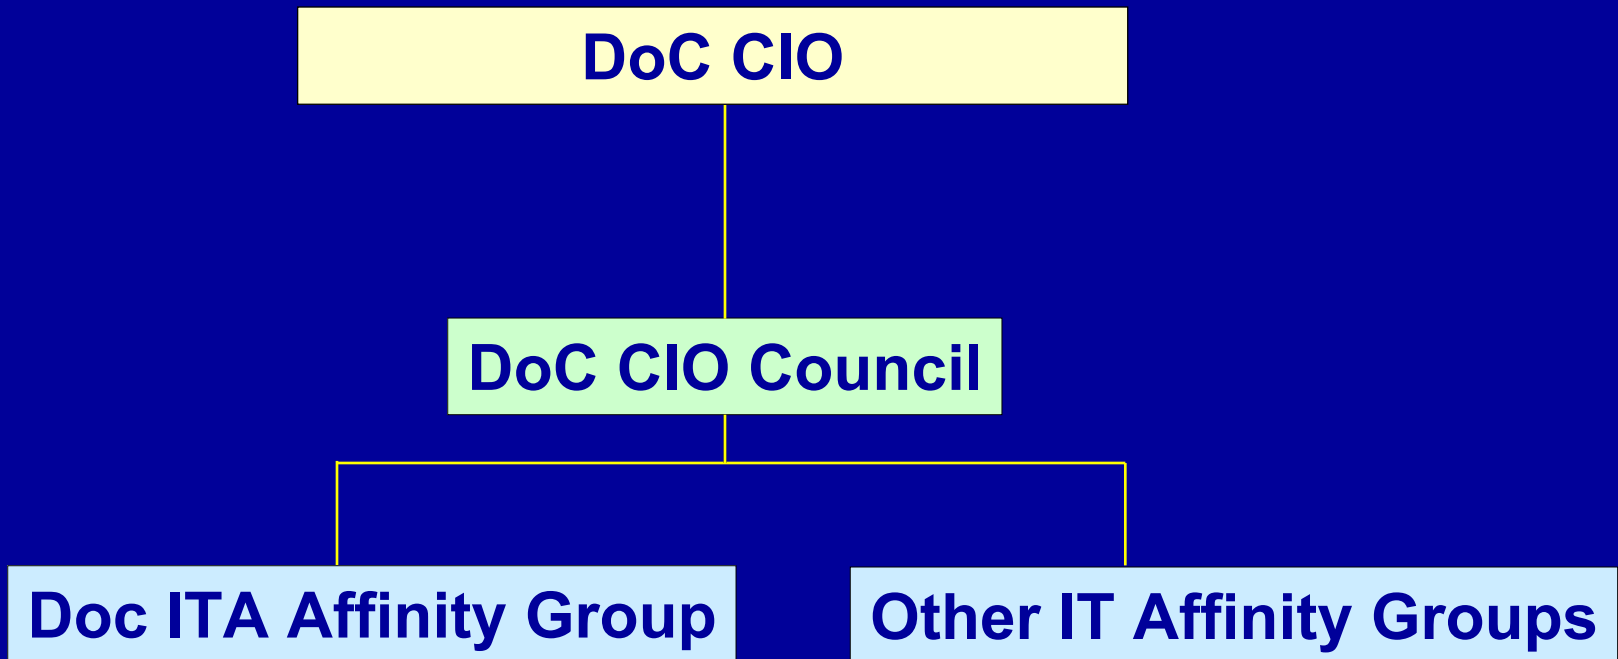 DoC CIO
DoC CIO Council
Doc ITA Affinity Group
Other IT Affinity Groups